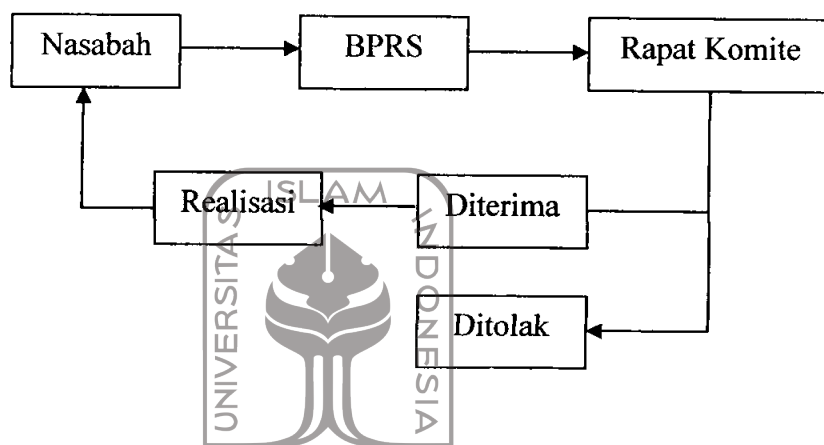 Nasabah
BPRS
Rapat Komite
Realisasi
Diterima
Ditolak
UNIVERSITAS
ISLAM
INDONESIA